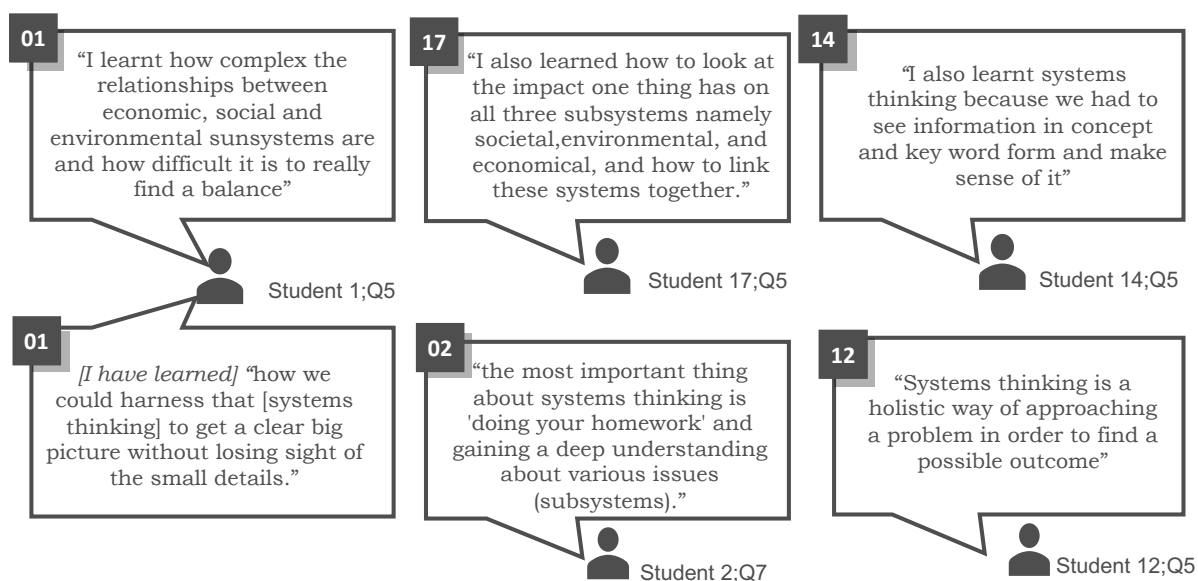 01
“I learnt how complex the
relationships between
economic, social and
environmental sunsystems are
and how difficult it is to really
find a balance”
Student 1;Q5
17
“I also learned how to look at
the impact one thing has on
all three subsystems namely
societal,environmental, and
economical, and how to link
these systems together.”
Student 17;Q5
14
“I also learnt systems
thinking because we had to
see information in concept
and key word form and make
sense of it”
Student 14;Q5
01
[I have learned] “how we
could harness that [systems
thinking] to get a clear big
picture without losing sight of
the small details.”
02
“the most important thing
about systems thinking is
'doing your homework' and
gaining a deep understanding
about various issues
(subsystems).”
Student 2;Q7
12
“Systems thinking is a
holistic way of approaching
a problem in order to find a
possible outcome”
Student 12;Q5